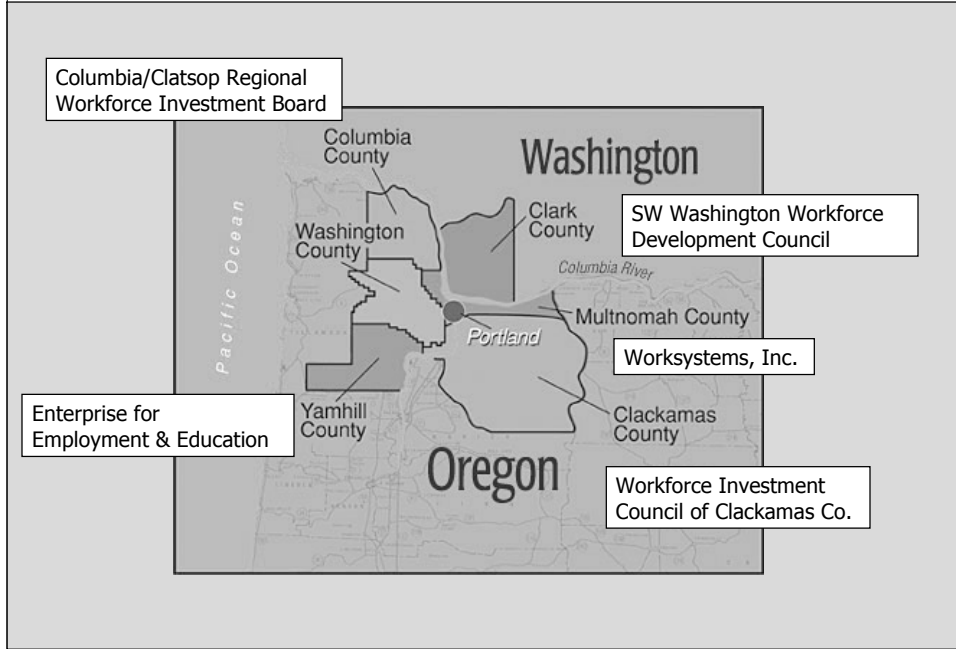 Columbia/Clatsop Regional
Workforce Investment Board
Columbia
County
Washington
Clark
County
SW Washington Workforce
Development Council
Washington
County
Pacific Ocean
Columbia River
Multnomah County
Portland
Worksystems, Inc.
Enterprise for
Employment & Education
Yamhill
County
Clackamas
County
Oregon
Workforce Investment
Council of Clackamas Co.